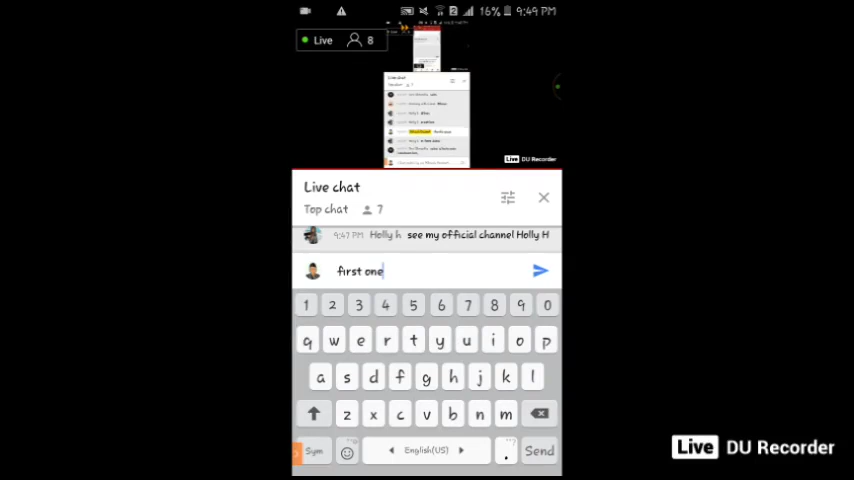 16% 9:49 PM
Live 8
Live DU Recorder
Live chat
Top chat 7
9:47 PM Holly h see my official channel Holly H
first one
1 2 3 4 5 6 7 8 9 0
q w e r t y u i o p
a s d f g h j k l
z x c v b n m
Sym English(US) . Send
Live DU Recorder